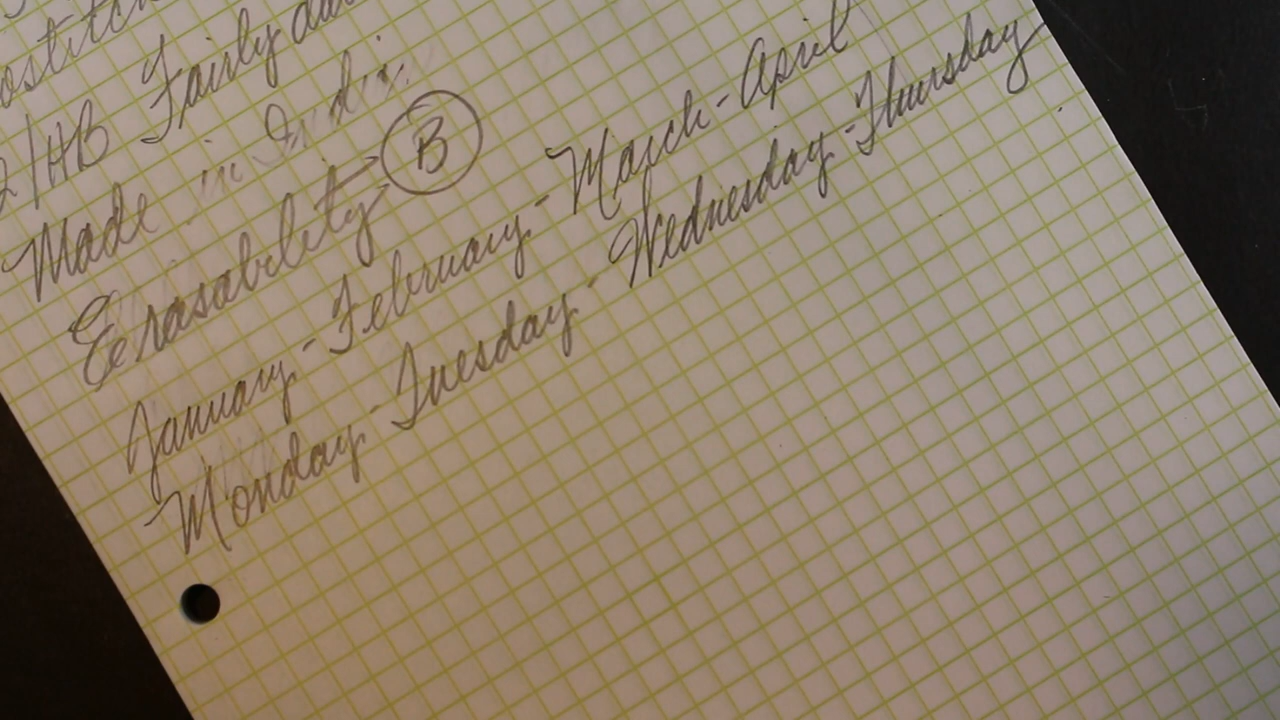 2/HB Fairly
Made in India
Erasability - B
January - February - March - April
Monday - Tuesday - Wednesday - Thursday